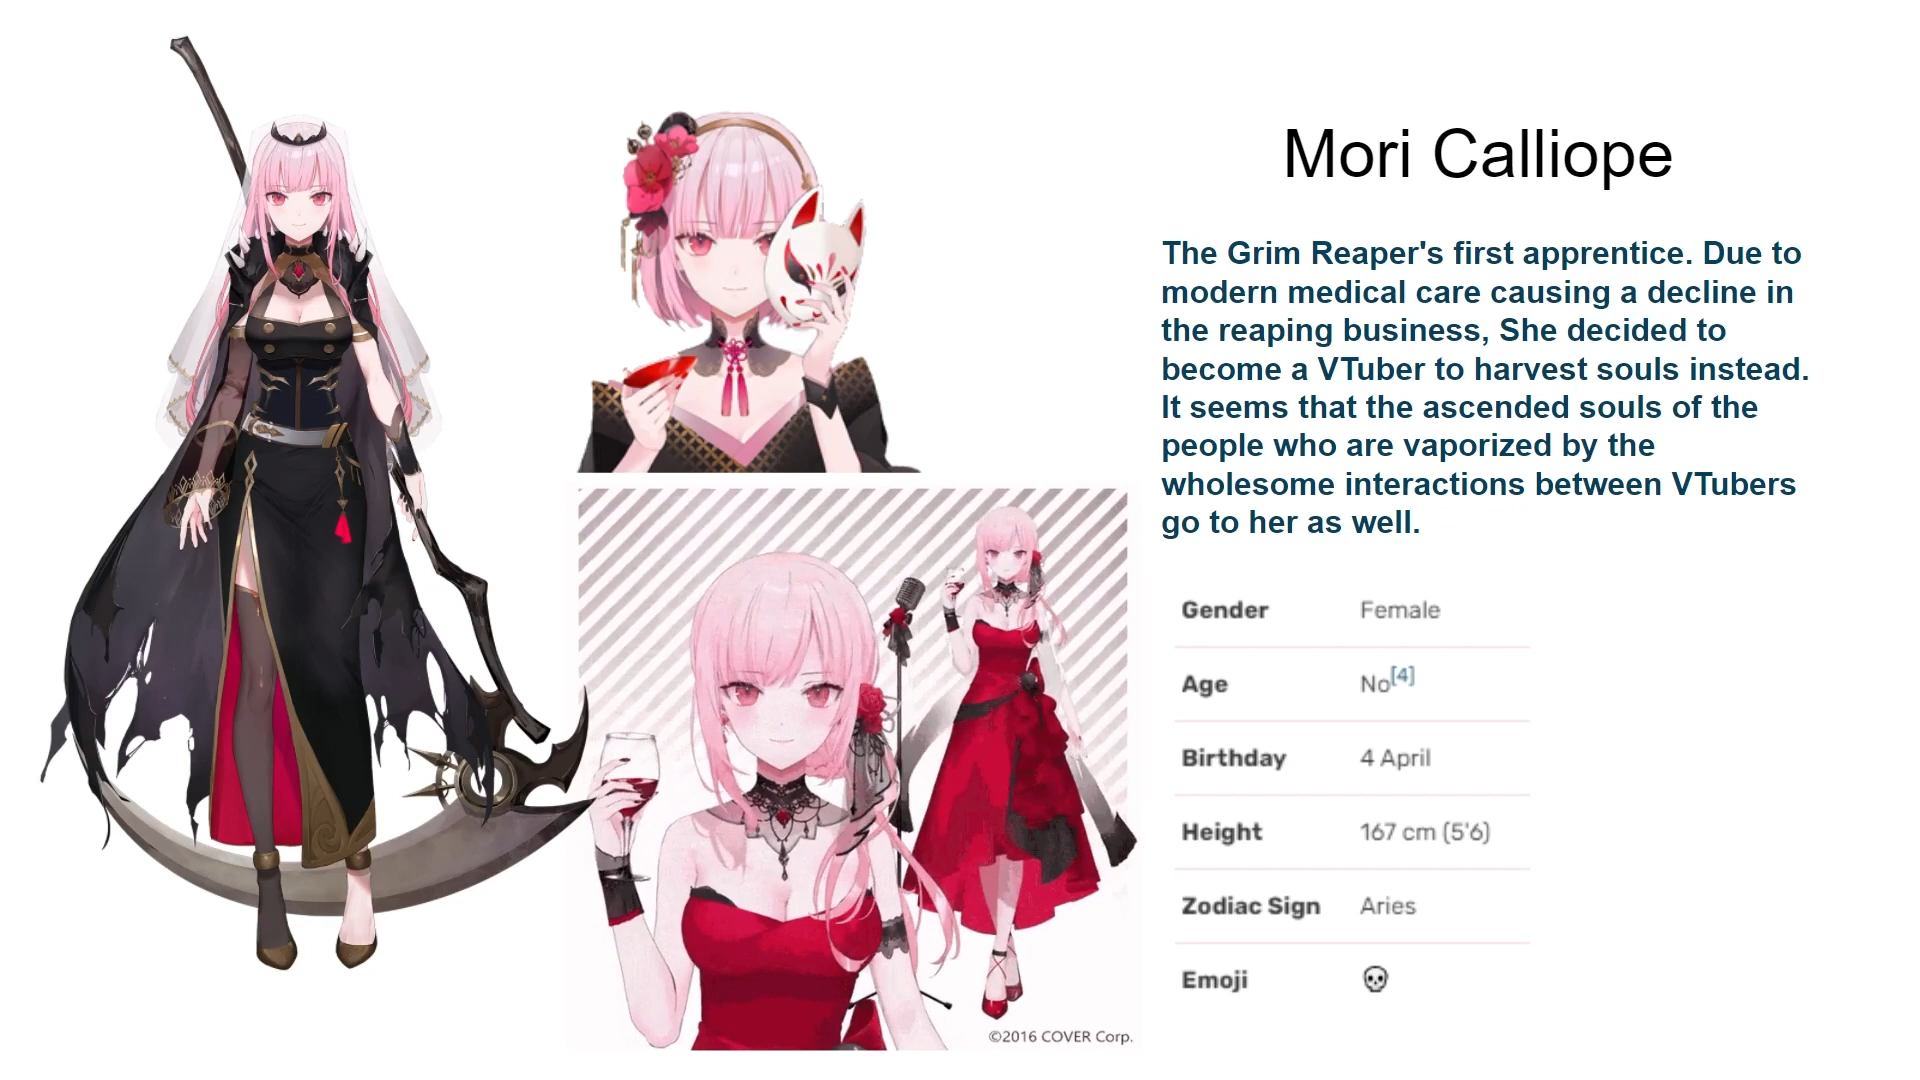 Mori Calliope
The Grim Reaper's first apprentice. Due to
modern medical care causing a decline in
the reaping business, She decided to
become a VTuber to harvest souls instead.
It seems that the ascended souls of the
people who are vaporized by the
wholesome interactions between VTubers
go to her as well.
Gender Female
Age No[4]
Birthday 4 April
Height 167 cm (5'6)
Zodiac Sign Aries
Emoji 💀
©2016 COVER Corp.